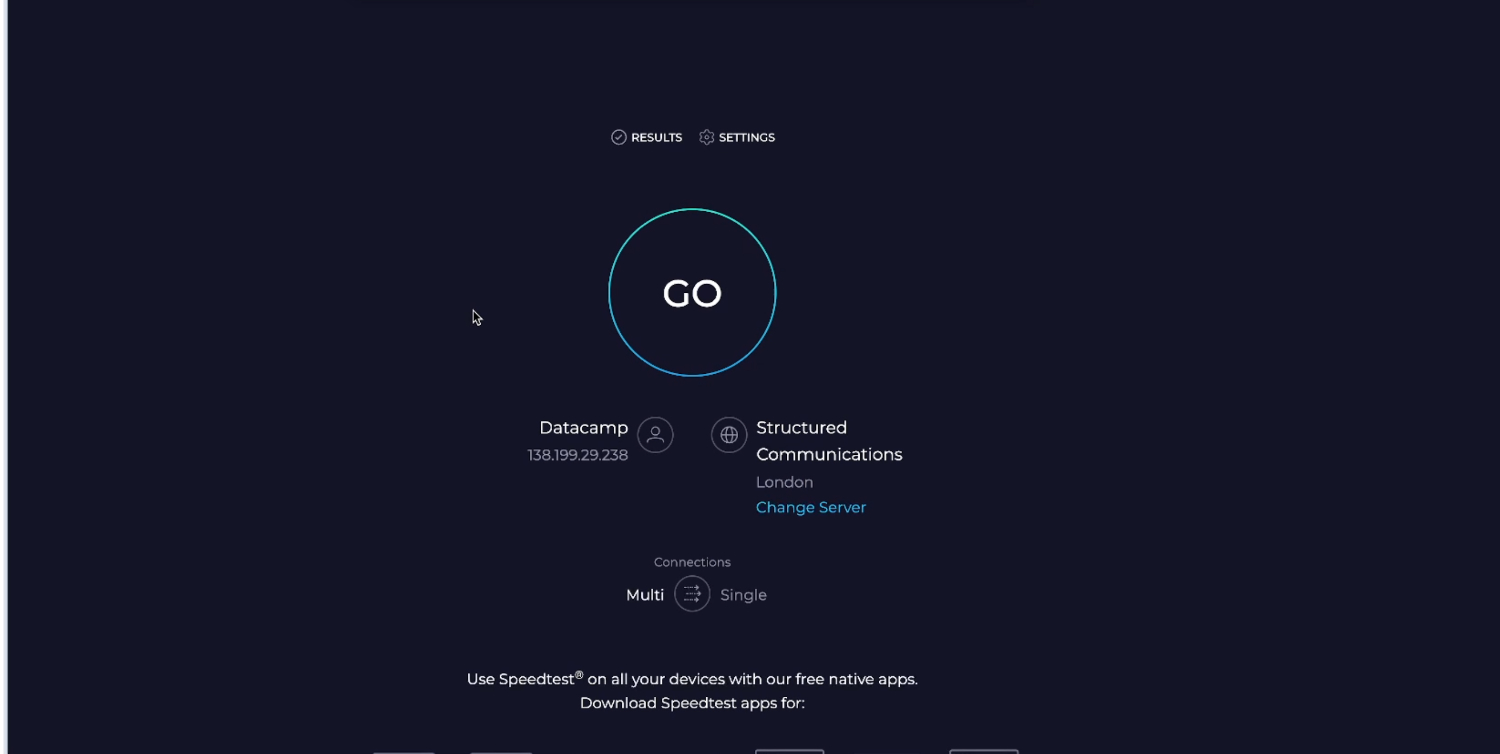 RESULTS SETTINGS
GO
Datacamp
138.199.29.238
Structured
Communications
London
Change Server
Connections
Multi Single
Use Speedtest® on all your devices with our free native apps.
Download Speedtest apps for: